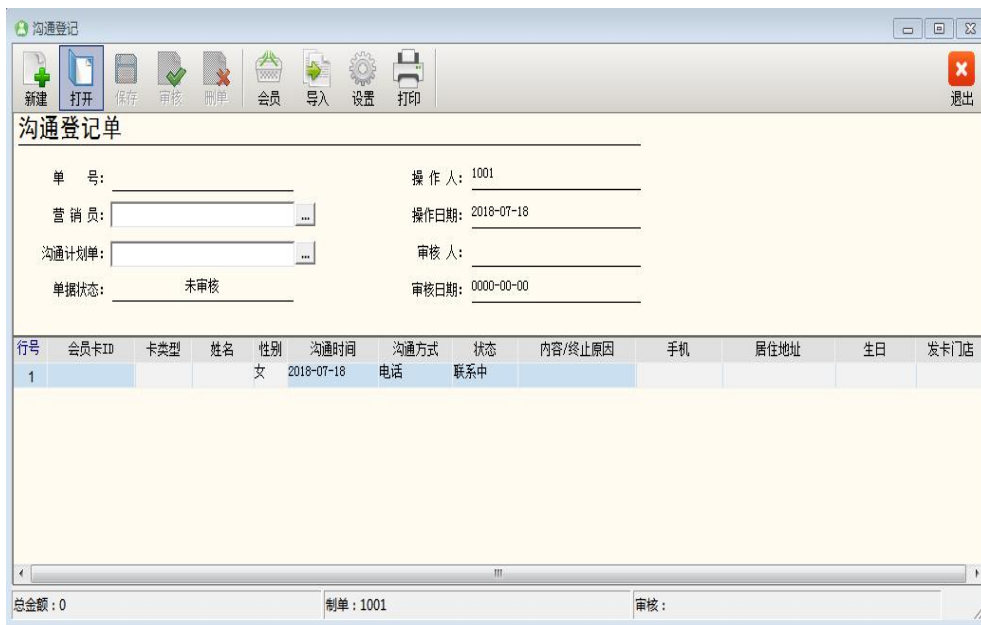 沟通登记
新建 打开 保存 审核 删单 会员 导入 设置 打印 退出
沟通登记单
单 号: 操 作 人: 1001
营 销 员: ... 操作日期: 2018-07-18
沟通计划单: ... 审核 人:
单据状态: 未审核 审核日期: 0000-00-00
行号 会员卡ID 卡类型 姓名 性别 沟通时间 沟通方式 状态 内容/终止原因 手机 居住地址 生日 发卡门店
1 女 2018-07-18 电话 联系中
总金额:0 制单:1001 审核: